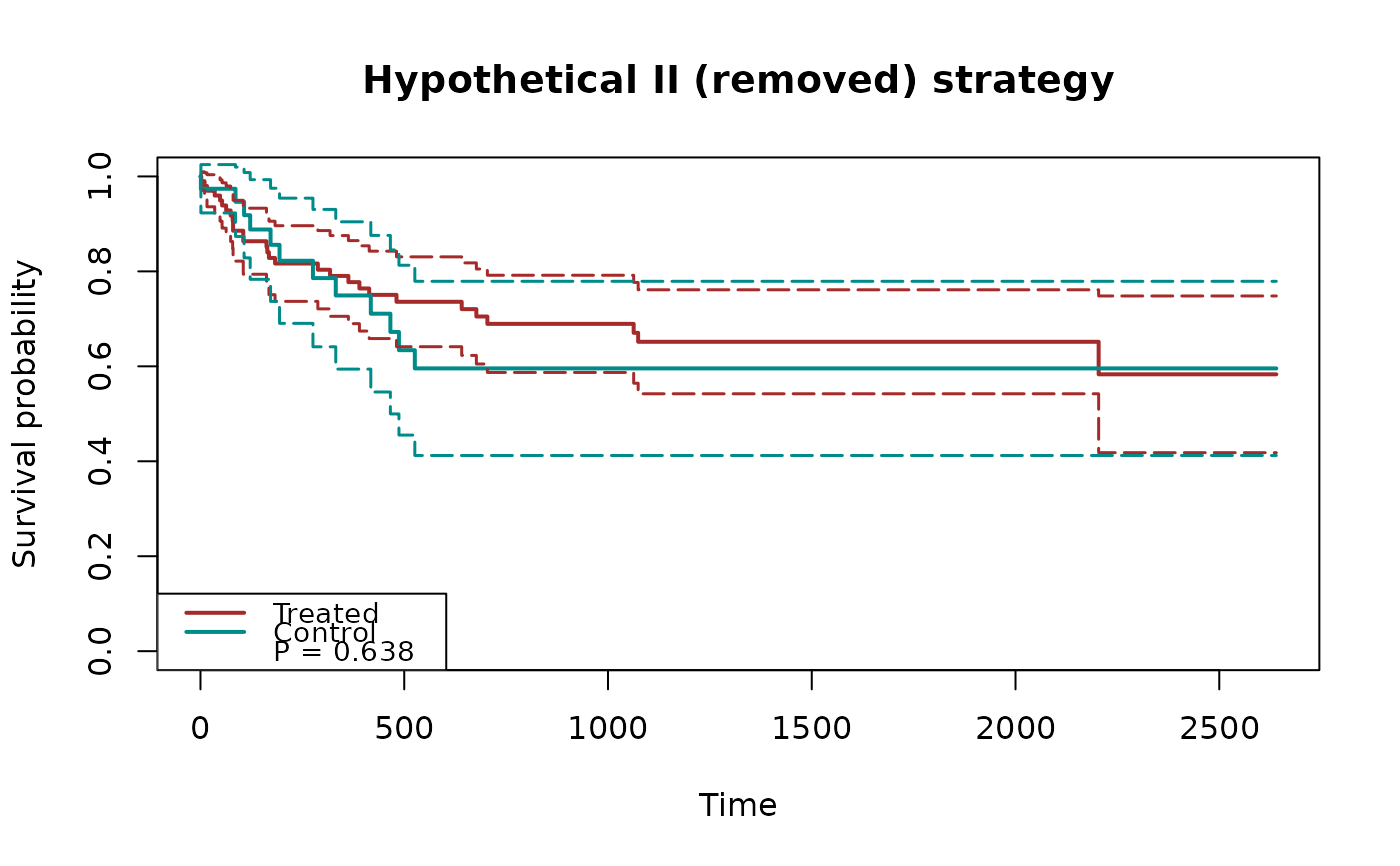 Hypothetical II (removed) strategy
Survival probability
1.0
0.8
0.6
0.4
0.2
0.0
Treated
Control
P = 0.638
0 500 1000 1500 2000 2500
Time